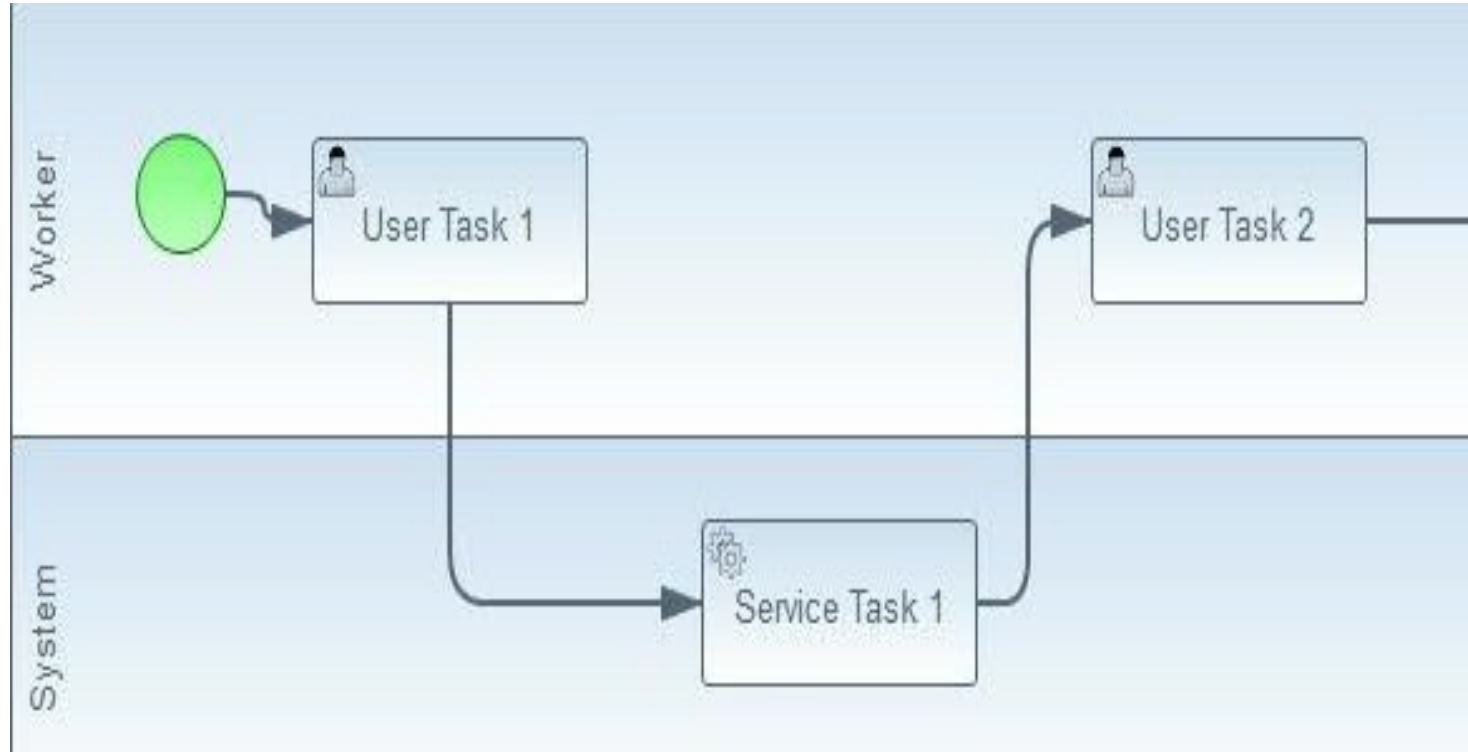 Worker
User Task 1
User Task 2
System
Service Task 1